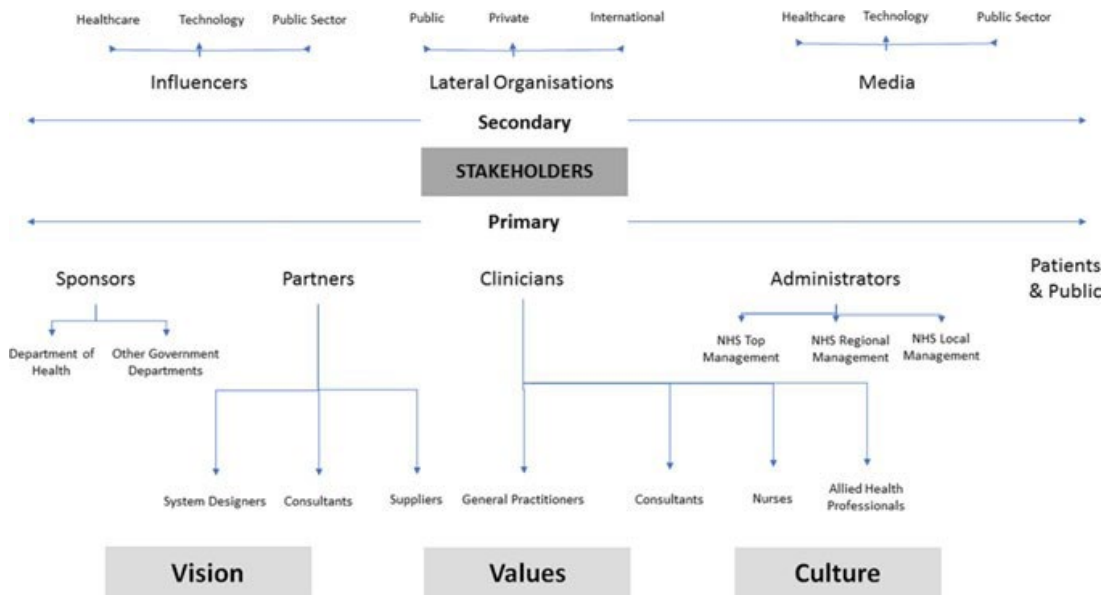 Healthcare Technology Public Sector
Public Private International
Healthcare Technology Public Sector
Influencers
Lateral Organisations
Media
Secondary
STAKEHOLDERS
Primary
Sponsors
Partners
Clinicians
Administrators
Patients
& Public
Department of
Health
Other Government
Departments
NHS Top
Management
NHS Regional
Management
NHS Local
Management
System Designers
Consultants
Suppliers
General Practitioners
Consultants
Nurses
Allied Health
Professionals
Vision
Values
Culture